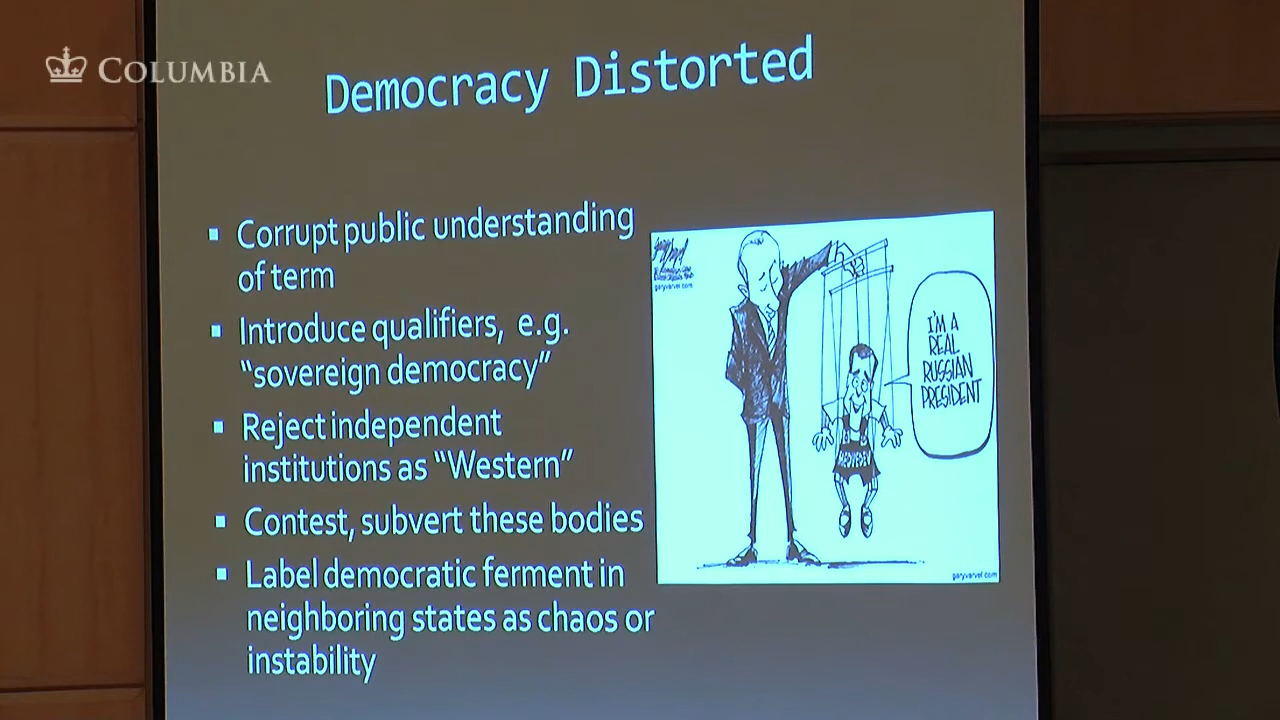 COLUMBIA
Democracy Distorted
▪ Corrupt public understanding
of term
▪ Introduce qualifiers, e.g.
“sovereign democracy”
▪ Reject independent
institutions as “Western”
▪ Contest, subvert these bodies
▪ Label democratic ferment in
neighboring states as chaos or
instability
garyvarvel.com
I'M A
REAL
RUSSIAN
PRESIDENT
MEDVEDEV
garyvarvel.com